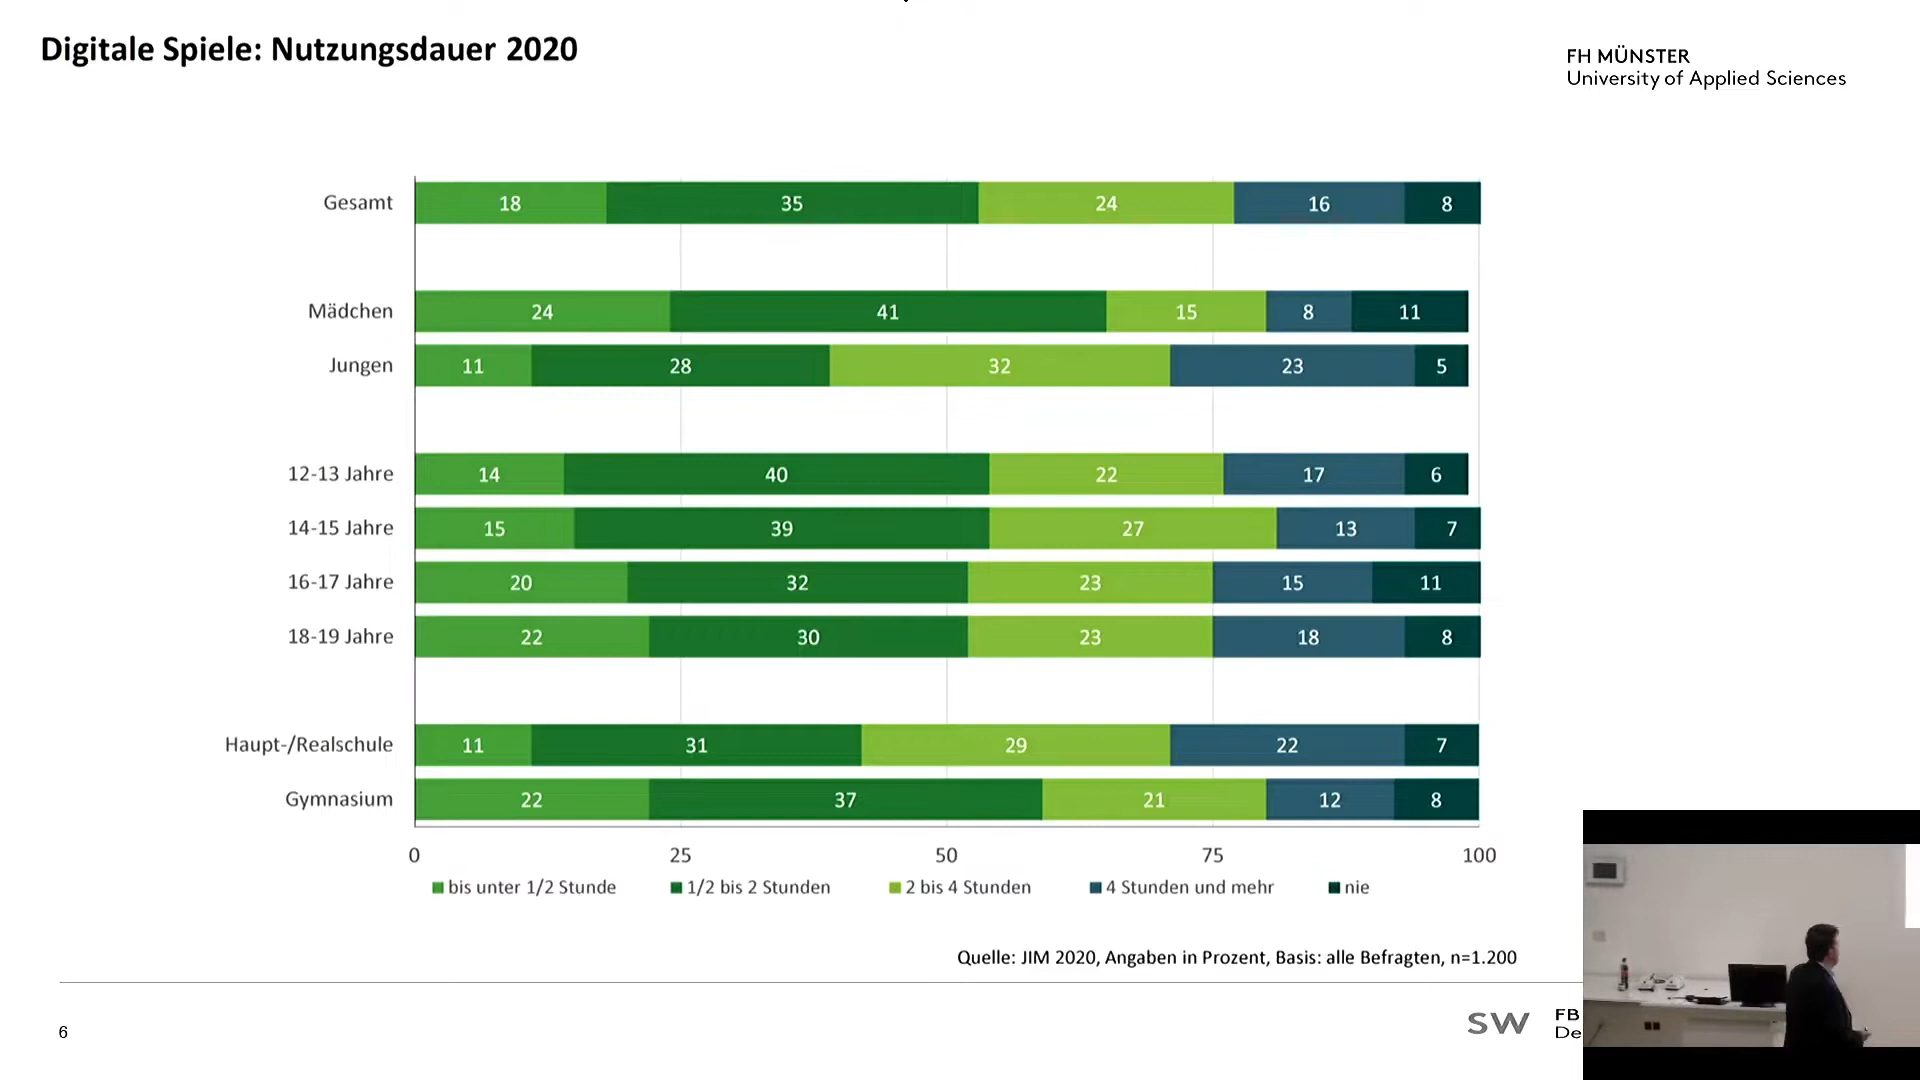 Digitale Spiele: Nutzungsdauer 2020
FH MÜNSTER
University of Applied Sciences
Gesamt 18 35 24 16 8
Mädchen 24 41 15 8 11
Jungen 11 28 32 23 5
12-13 Jahre 14 40 22 17 6
14-15 Jahre 15 39 27 13 7
16-17 Jahre 20 32 23 15 11
18-19 Jahre 22 30 23 18 8
Haupt-/Realschule 11 31 29 22 7
Gymnasium 22 37 21 12 8
0 25 50 75 100
bis unter 1/2 Stunde 1/2 bis 2 Stunden 2 bis 4 Stunden 4 Stunden und mehr nie
Quelle: JIM 2020, Angaben in Prozent, Basis: alle Befragten, n=1.200
6
SW
FB
De